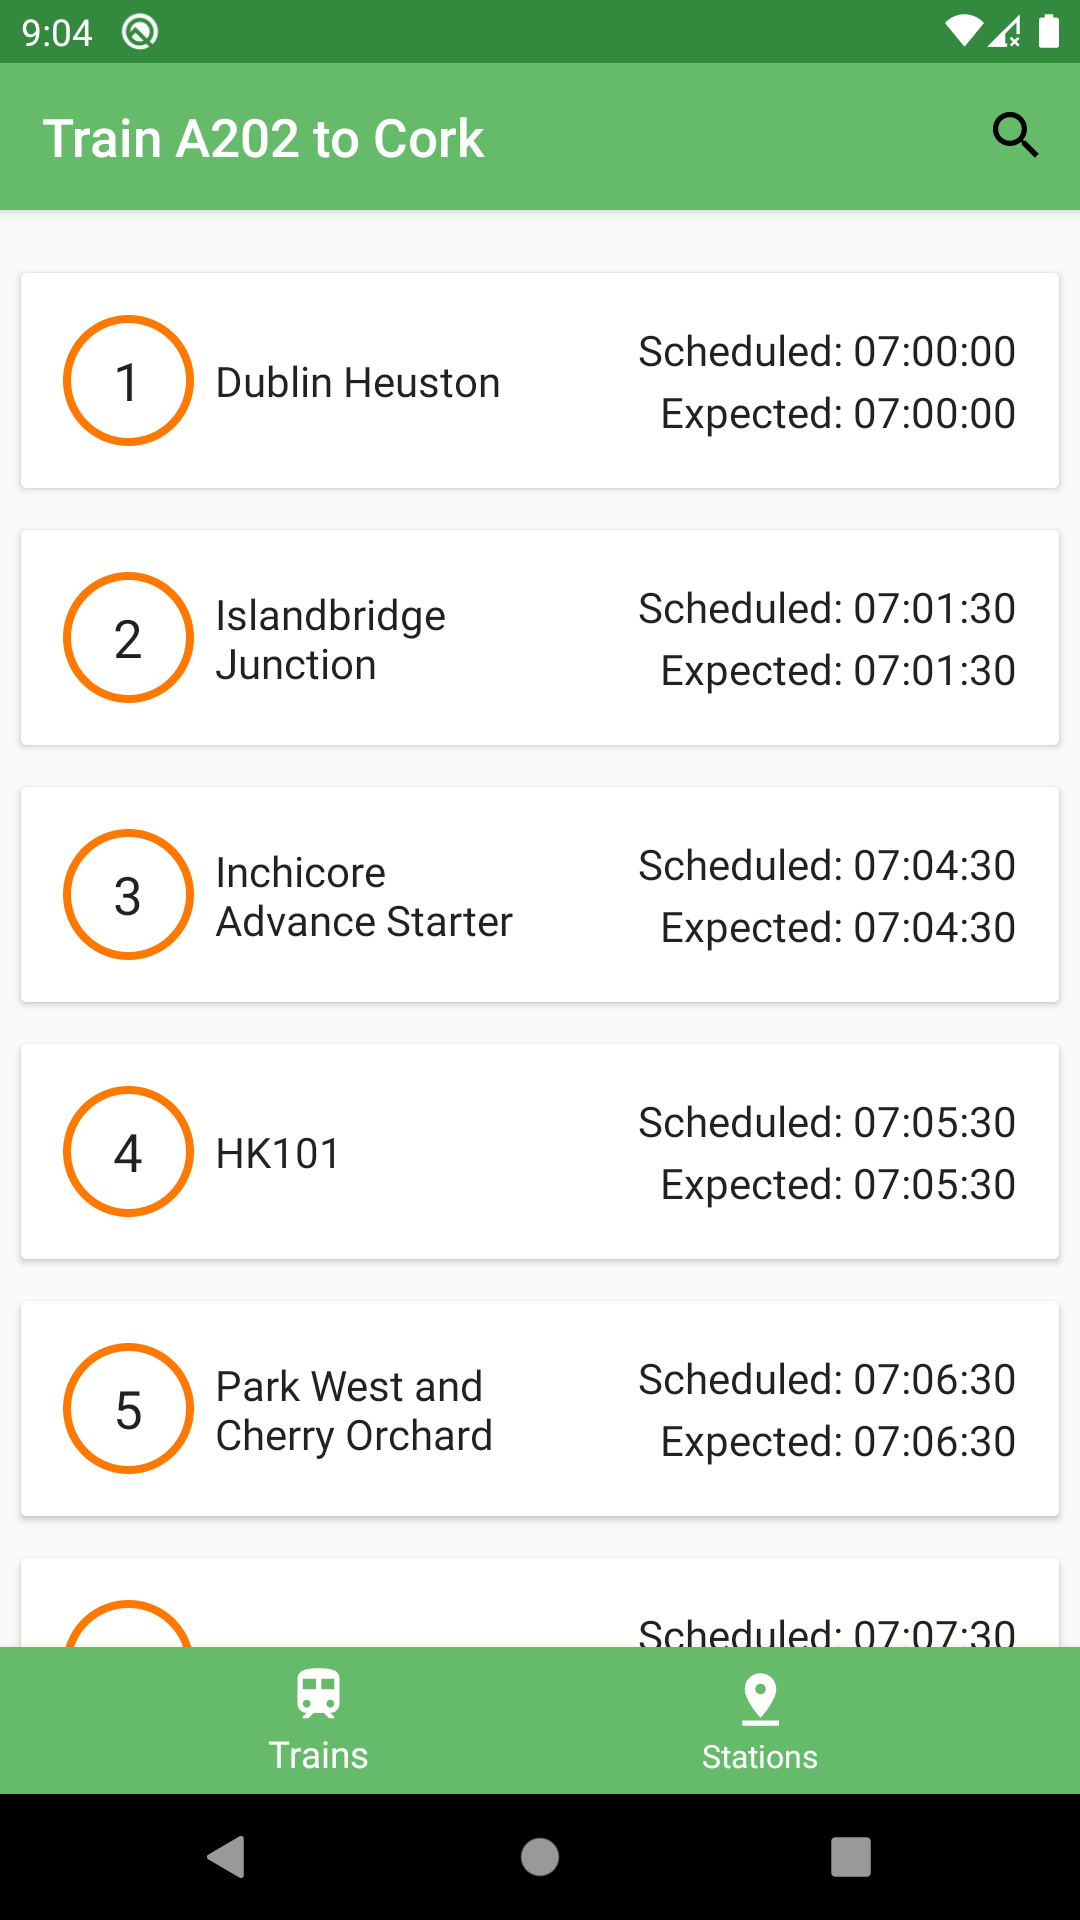 9:04
Train A202 to Cork
1
Dublin Heuston
Scheduled: 07:00:00
Expected: 07:00:00
2
Islandbridge
Junction
Scheduled: 07:01:30
Expected: 07:01:30
3
Inchicore
Advance Starter
Scheduled: 07:04:30
Expected: 07:04:30
4
HK101
Scheduled: 07:05:30
Expected: 07:05:30
5
Park West and
Cherry Orchard
Scheduled: 07:06:30
Expected: 07:06:30
Scheduled: 07:07:30
Trains
Stations